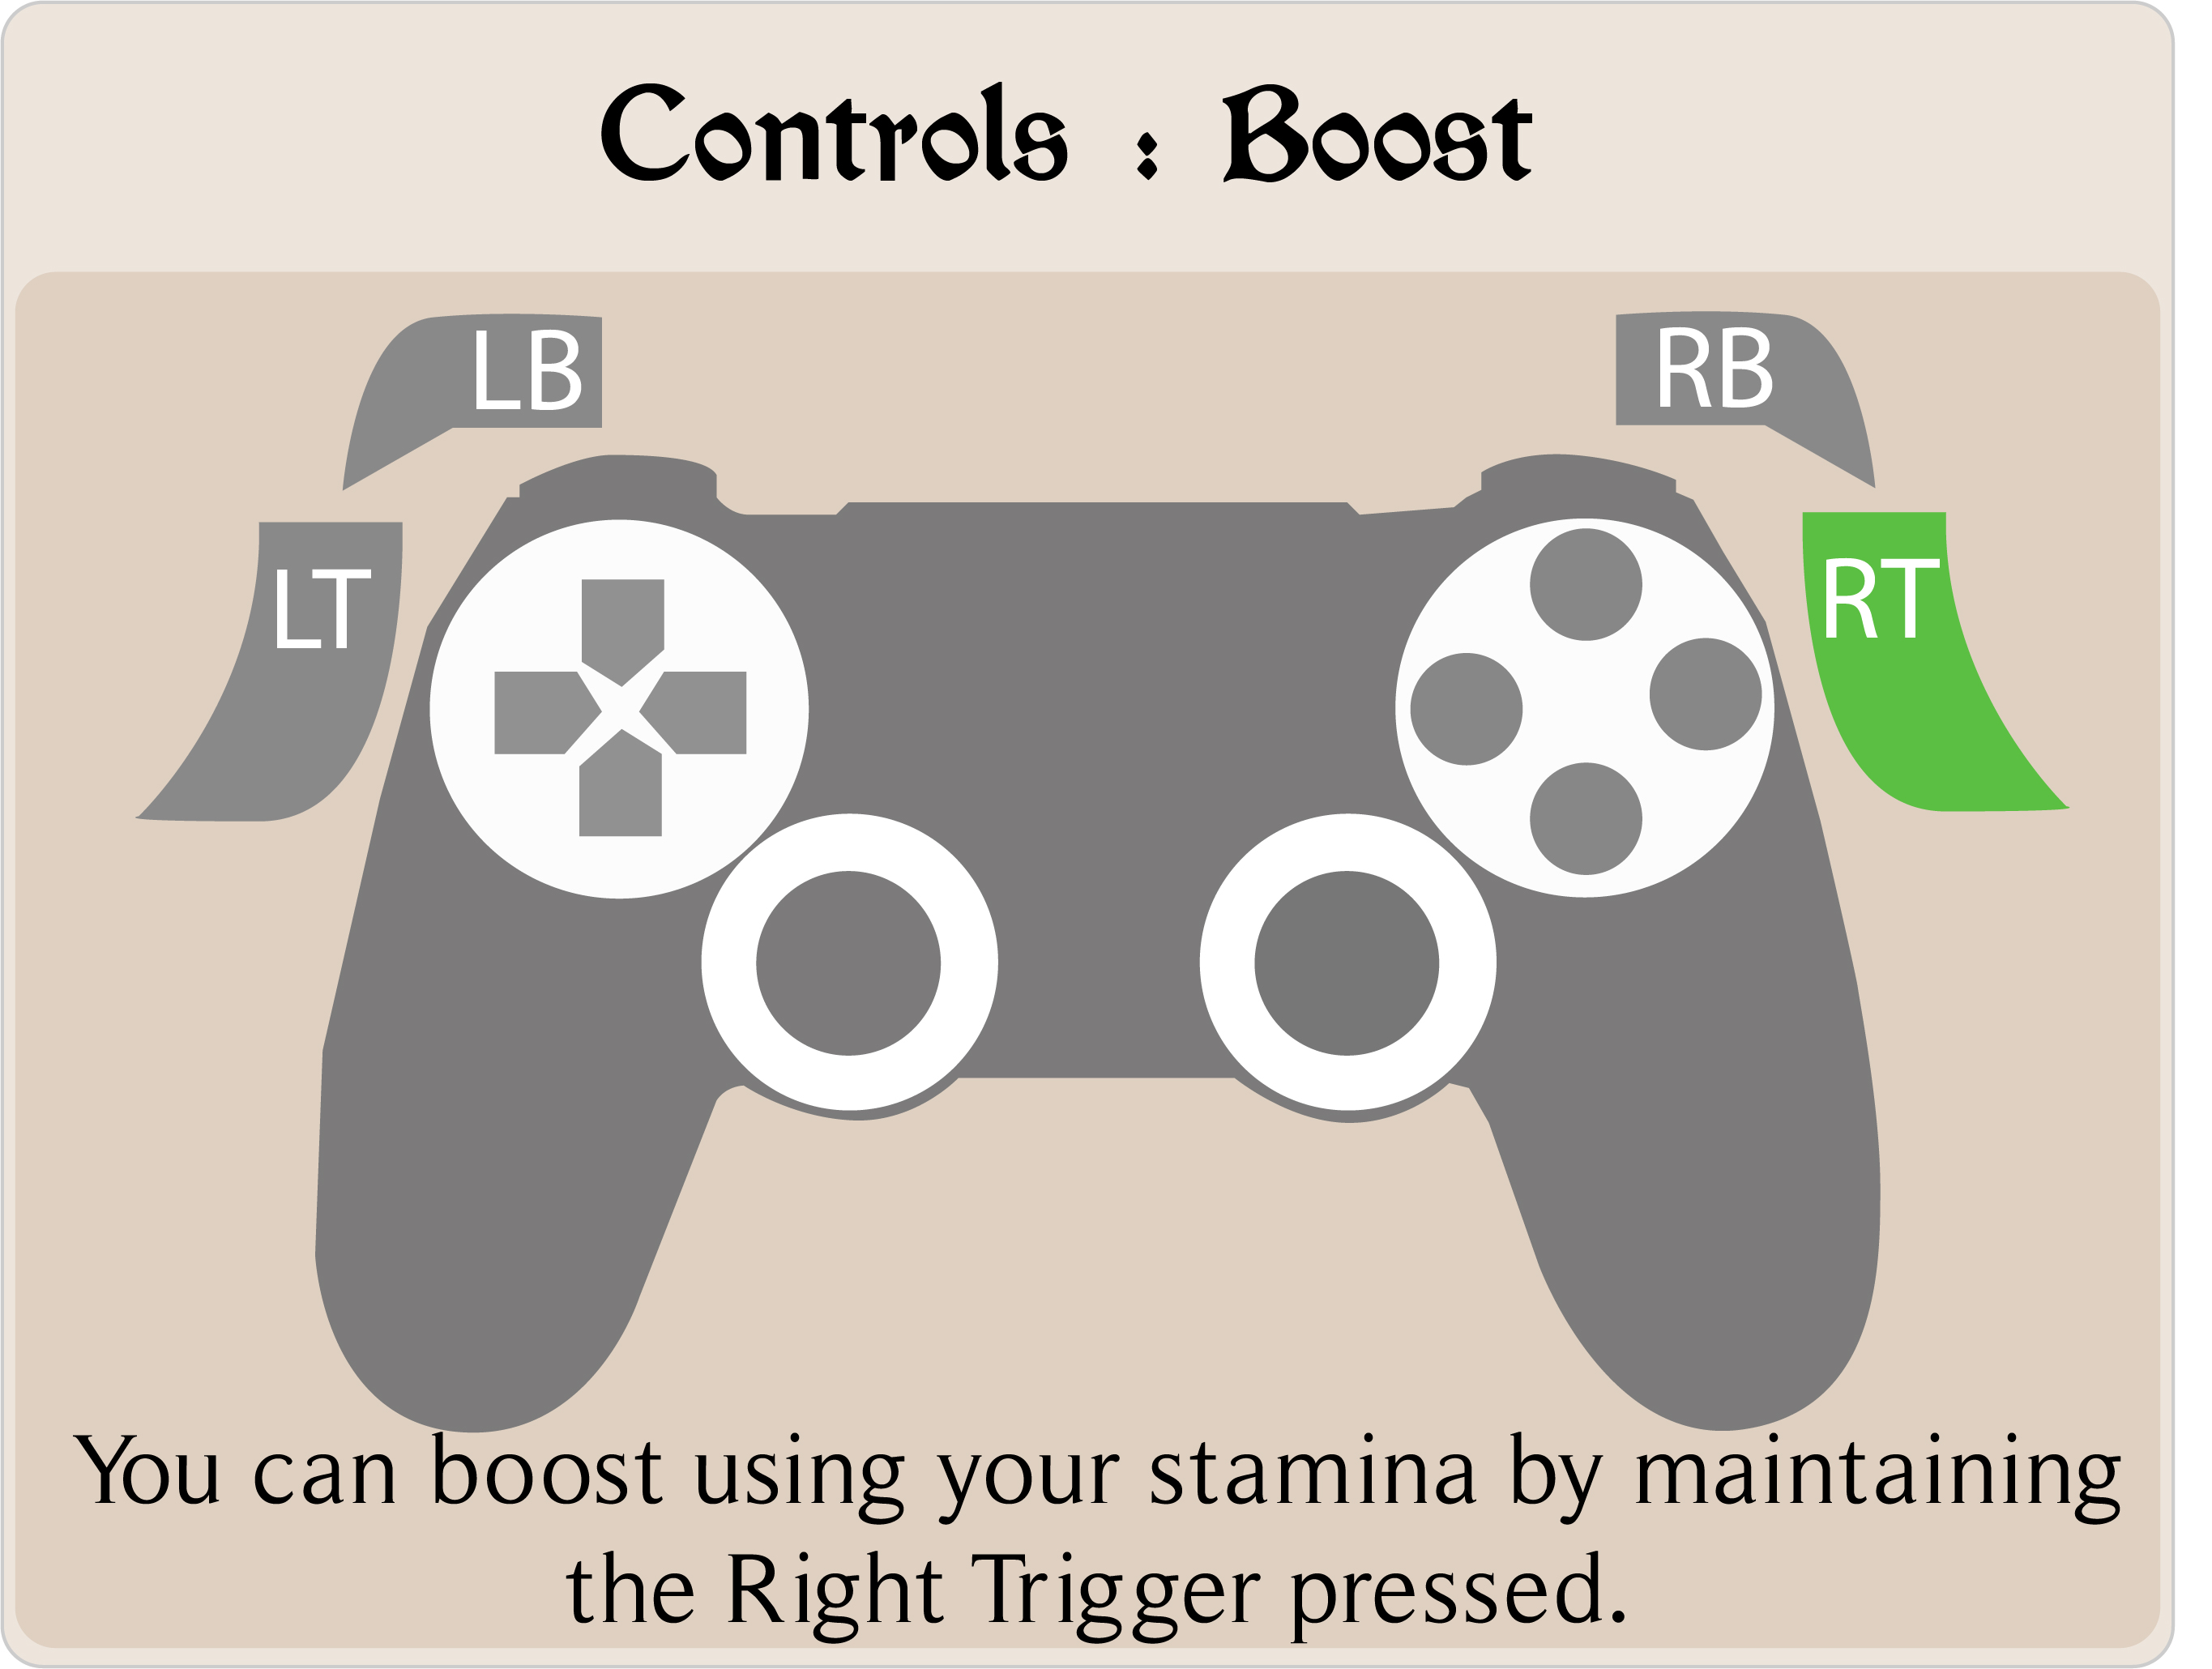 Controls : Boost
LB
RB
LT
RT
You can boost using your stamina by maintaining
the Right Trigger pressed.